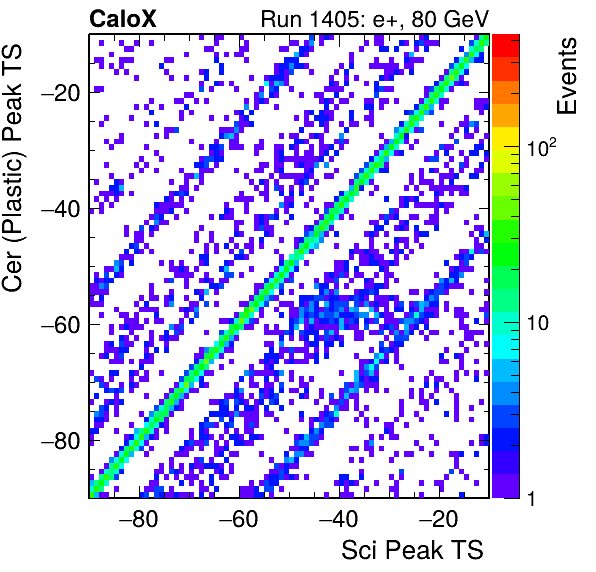 CaloX Run 1405: e+, 80 GeV
Cer (Plastic) Peak TS
Events
−20
−40
−60
−80
10²
10
1
−80 −60 −40 −20
Sci Peak TS